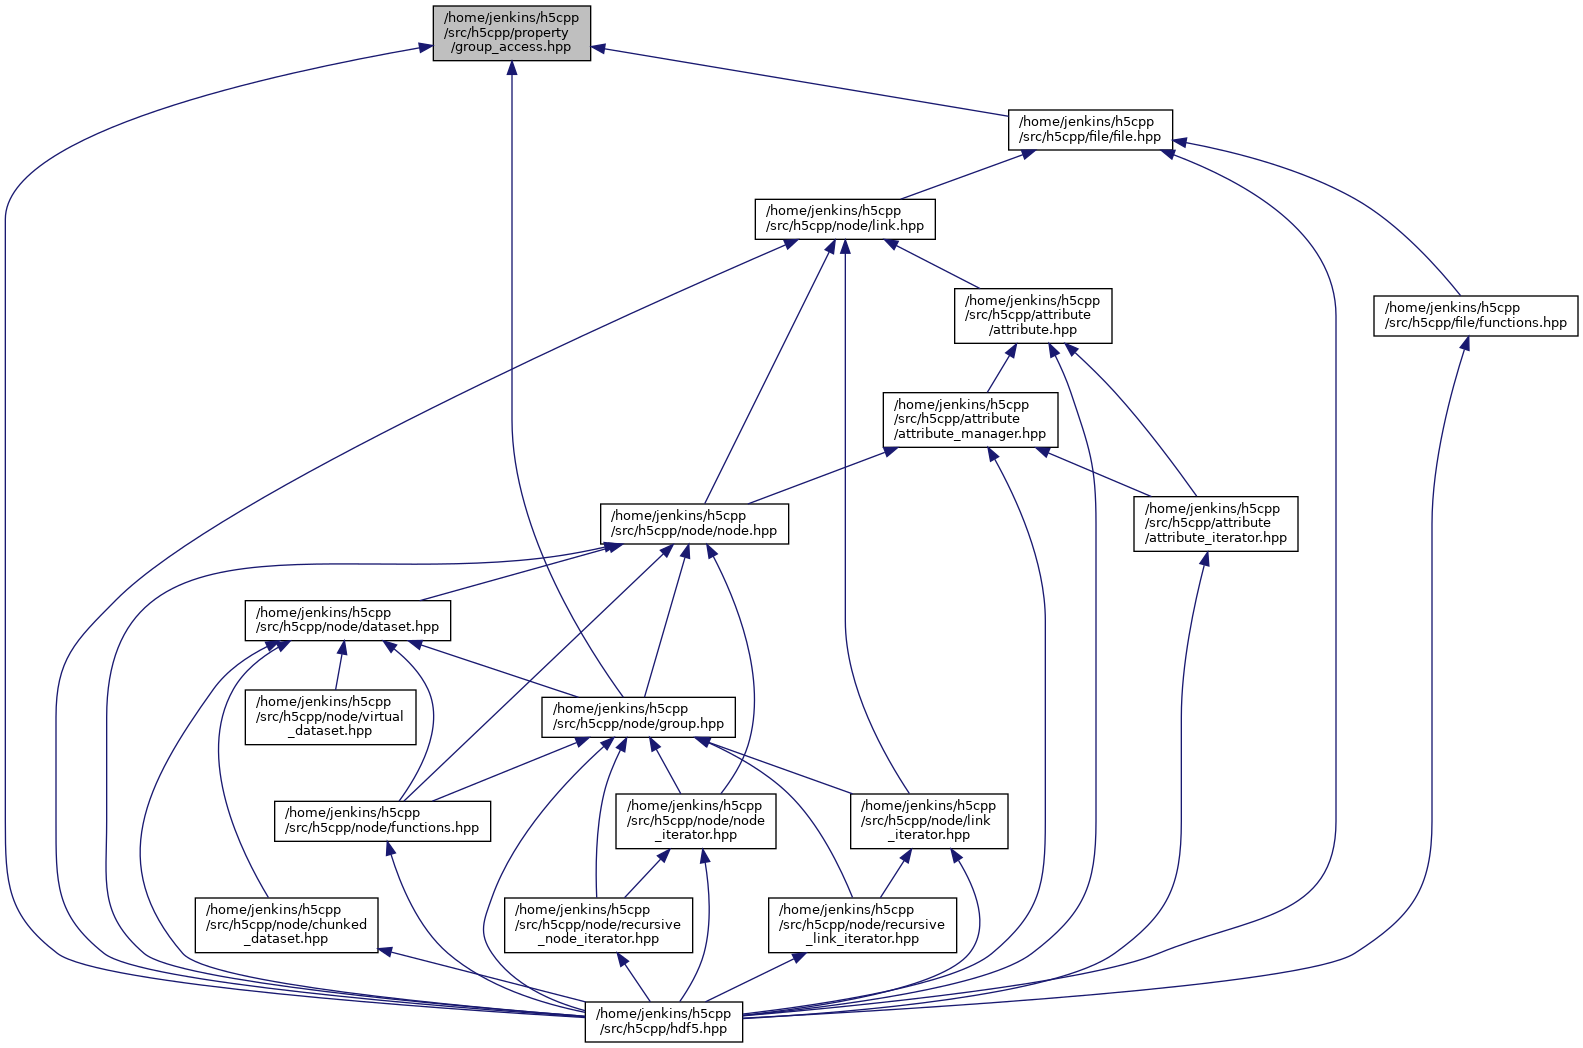 /home/jenkins/h5cpp
/src/h5cpp/property
/group_access.hpp
/home/jenkins/h5cpp
/src/h5cpp/file/file.hpp
/home/jenkins/h5cpp
/src/h5cpp/node/link.hpp
/home/jenkins/h5cpp
/src/h5cpp/attribute
/attribute.hpp
/home/jenkins/h5cpp
/src/h5cpp/file/functions.hpp
/home/jenkins/h5cpp
/src/h5cpp/attribute
/attribute_manager.hpp
/home/jenkins/h5cpp
/src/h5cpp/node/node.hpp
/home/jenkins/h5cpp
/src/h5cpp/attribute
/attribute_iterator.hpp
/home/jenkins/h5cpp
/src/h5cpp/node/dataset.hpp
/home/jenkins/h5cpp
/src/h5cpp/node/virtual
_dataset.hpp
/home/jenkins/h5cpp
/src/h5cpp/node/group.hpp
/home/jenkins/h5cpp
/src/h5cpp/node/functions.hpp
/home/jenkins/h5cpp
/src/h5cpp/node/node
_iterator.hpp
/home/jenkins/h5cpp
/src/h5cpp/node/link
_iterator.hpp
/home/jenkins/h5cpp
/src/h5cpp/node/chunked
_dataset.hpp
/home/jenkins/h5cpp
/src/h5cpp/node/recursive
_node_iterator.hpp
/home/jenkins/h5cpp
/src/h5cpp/node/recursive
_link_iterator.hpp
/home/jenkins/h5cpp
/src/h5cpp/hdf5.hpp